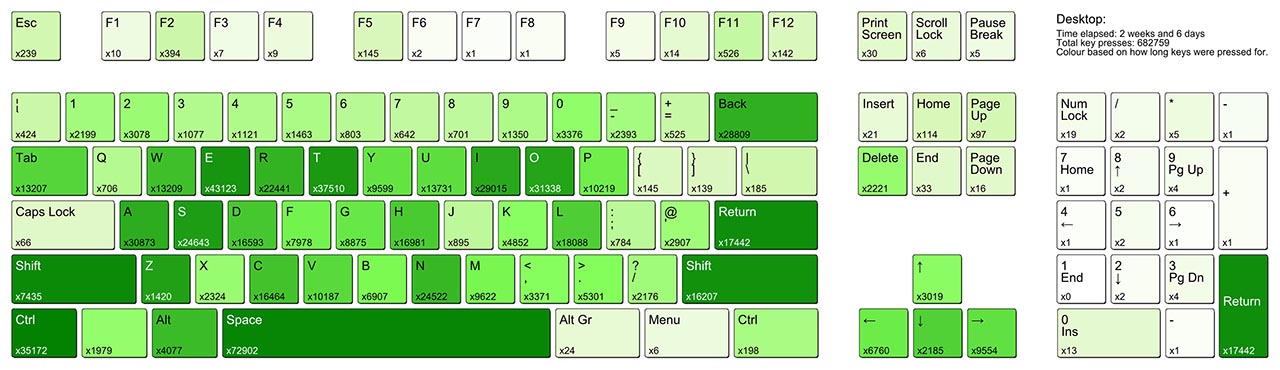 Esc
x239
F1
x10
F2
x394
F3
x7
F4
x9
F5
x145
F6
x2
F7
x1
F8
x1
F9
x5
F10
x14
F11
x526
F12
x142
Print
Screen
x30
Scroll
Lock
x6
Pause
Break
x5
Desktop:
Time elapsed: 2 weeks and 6 days
Total key presses: 682759
Colour based on how long keys were pressed for.
¦
x424
1
x2199
2
x3078
3
x1077
4
x1121
5
x1463
6
x803
7
x642
8
x701
9
x1350
0
x3376
_
-
x2393
+
=
x525
Back
x28809
Insert
x21
Home
x114
Page
Up
x97
Num
Lock
x19
/
x2
*
x5
-
x1
Tab
x13207
Q
x706
W
x13209
E
x43123
R
x22441
T
x37510
Y
x9599
U
x13731
I
x29015
O
x31338
P
x10219
{
[
x145
}
]
x139
|
\
x185
Delete
x2221
End
x33
Page
Down
x16
7
Home
x1
8
↑
x2
9
Pg Up
x4
+
x1
Caps Lock
x66
A
x30873
S
x24643
D
x16593
F
x7978
G
x8875
H
x16981
J
x895
K
x4852
L
x18088
:
;
x784
@
'
x2907
Return
x17442
4
←
x1
5
x2
6
→
x1
Shift
x7435
Z
x1420
X
x2324
C
x16464
V
x10187
B
x6907
N
x24522
M
x9622
<
,
x3371
>
.
x5301
?
/
x2176
Shift
x16207
↑
x3019
1
End
x0
2
↓
x2
3
Pg Dn
x4
Return
x17442
Ctrl
x35172
x1979
Alt
x4077
Space
x72902
Alt Gr
x24
Menu
x6
Ctrl
x198
←
x6760
↓
x2185
→
x9554
0
Ins
x13
-
x1